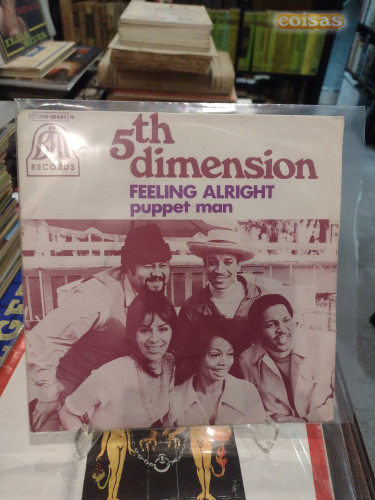 coisas
BELL
RECORDS
5th
dimension
FEELING ALRIGHT
puppet man